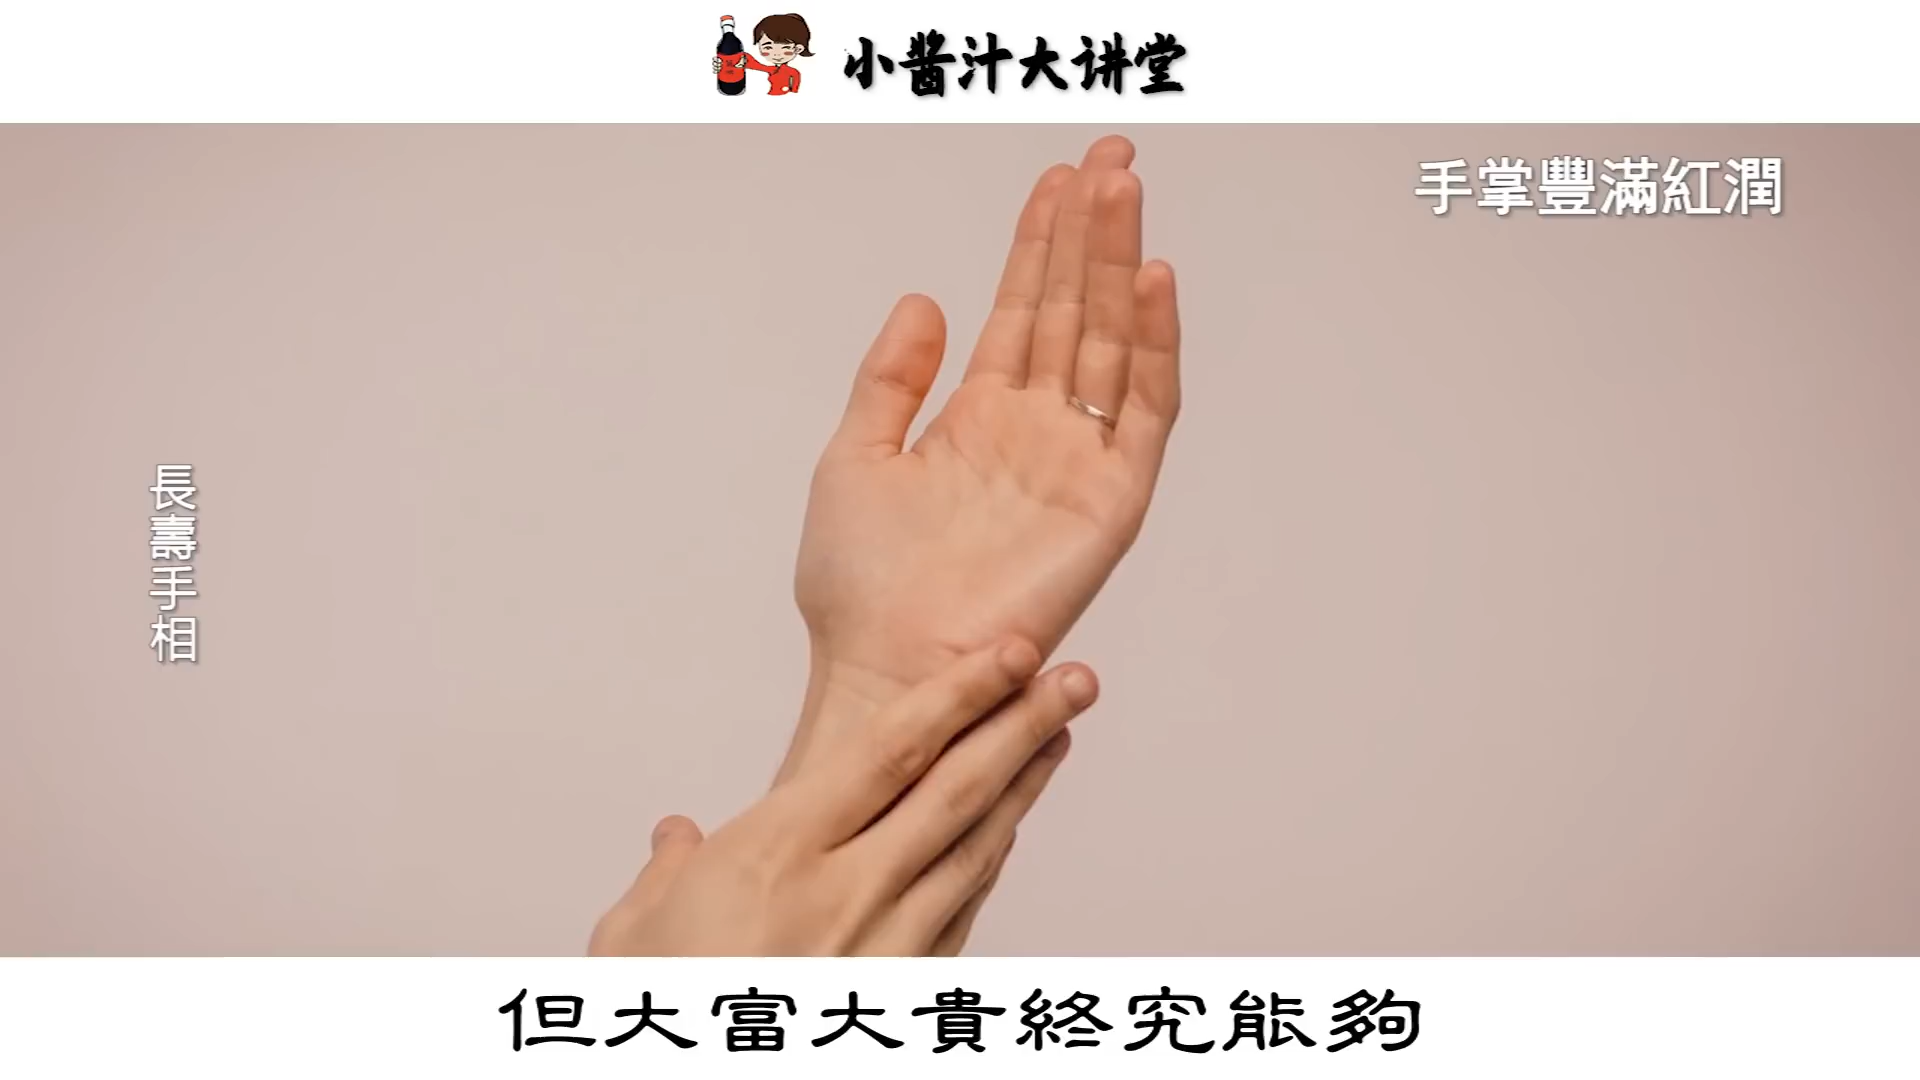 小酱汁大讲堂
手掌豐滿紅潤
長壽手相
但大富大貴終究能夠